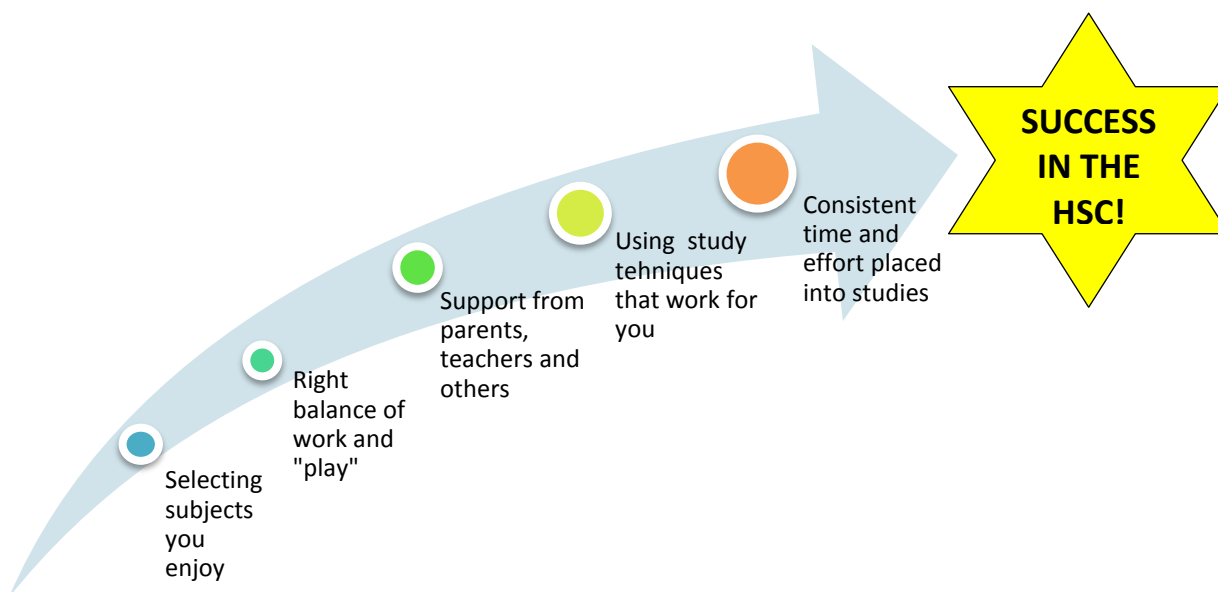 Selecting
subjects
you
enjoy
Right
balance of
work and
"play"
Support from
parents,
teachers and
others
Using  study
tehniques
that work for
you
Consistent
time and
effort placed
into studies
SUCCESS
IN THE
HSC!